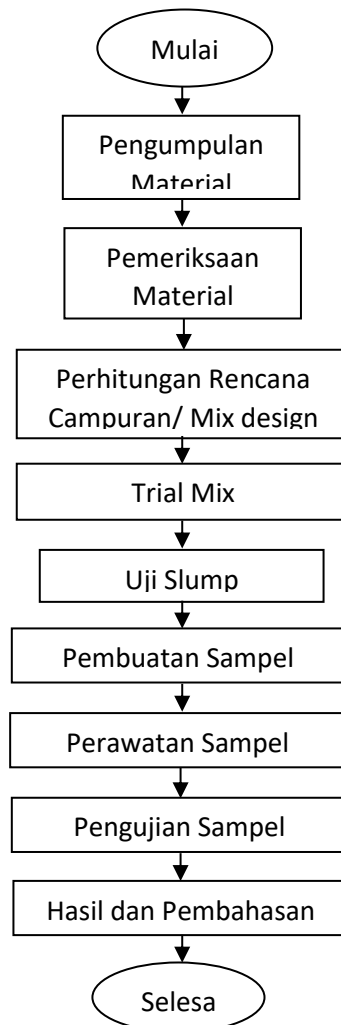 Mulai
Pengumpulan
Material
Pemeriksaan
Material
Perhitungan Rencana
Campuran/ Mix design
Trial Mix
Uji Slump
Pembuatan Sampel
Perawatan Sampel
Pengujian Sampel
Hasil dan Pembahasan
Selesa